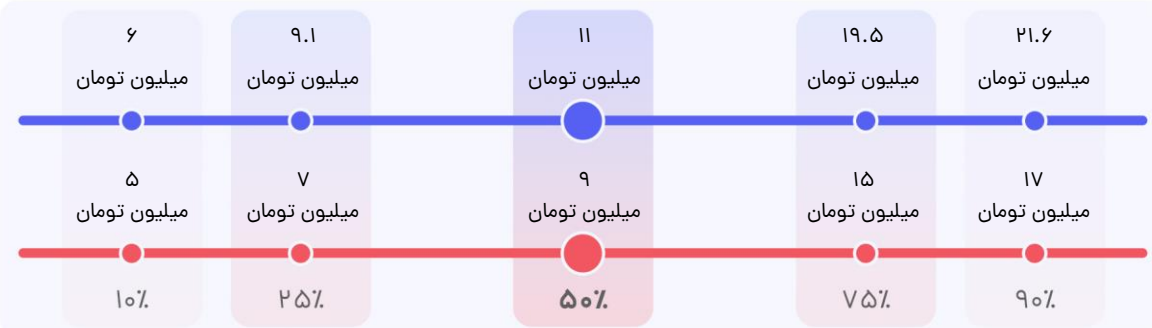 ۶ ۹.۱ ۱۱ ۱۹.۵ ۲۱.۶
میلیون تومان میلیون تومان میلیون تومان میلیون تومان میلیون تومان
۵ ۷ ۹ ۱۵ ۱۷
میلیون تومان میلیون تومان میلیون تومان میلیون تومان میلیون تومان
۱۰٪ ۲۵٪ ۵۰٪ ۷۵٪ ۹۰٪